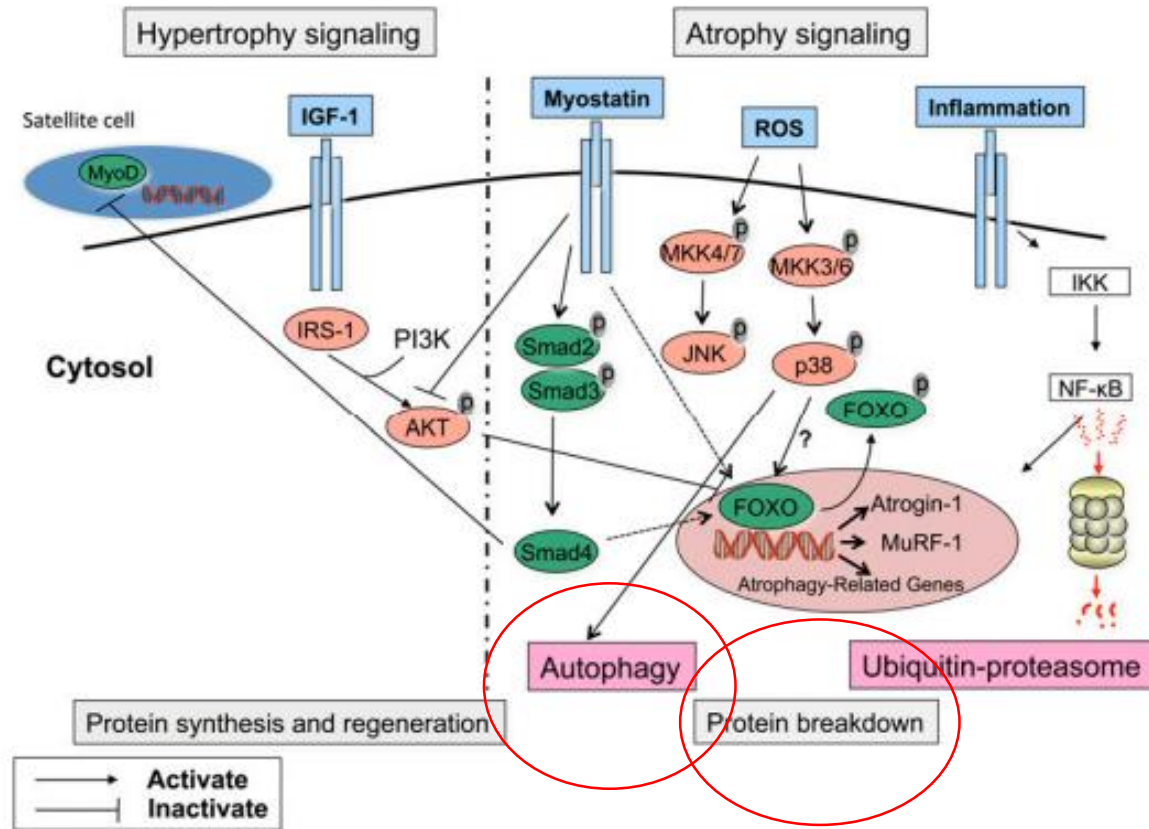 Hypertrophy signaling
Atrophy signaling
Satellite cell
MyoD
IGF-1
Myostatin
ROS
Inflammation
p
MKK4/7
p
MKK3/6
IKK
IRS-1
PI3K
Cytosol
p
Smad2
p
Smad3
p
JNK
p
p38
p
FOXO
NF-κB
p
AKT
?
FOXO
Atrogin-1
MuRF-1
Atrophagy-Related Genes
Smad4
Autophagy
Ubiquitin-proteasome
Protein synthesis and regeneration
Protein breakdown
Activate
Inactivate